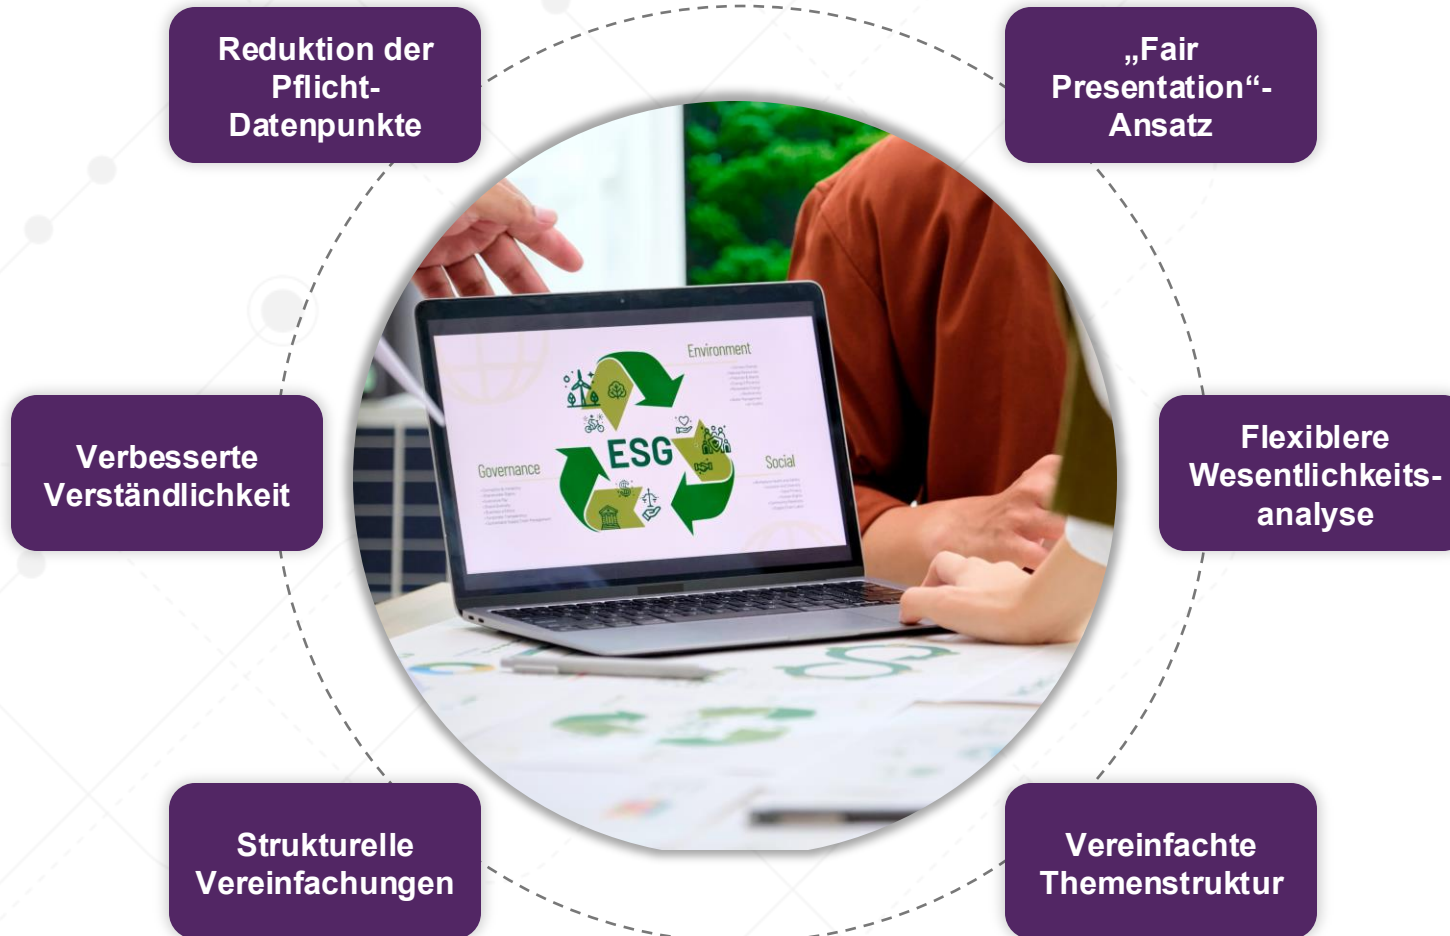 Reduktion der
Pflicht-
Datenpunkte
„Fair
Presentation“-
Ansatz
Verbesserte
Verständlichkeit
Environment
ESG
Governance
Social
Flexiblere
Wesentlichkeits-
analyse
Strukturelle
Vereinfachungen
Vereinfachte
Themenstruktur